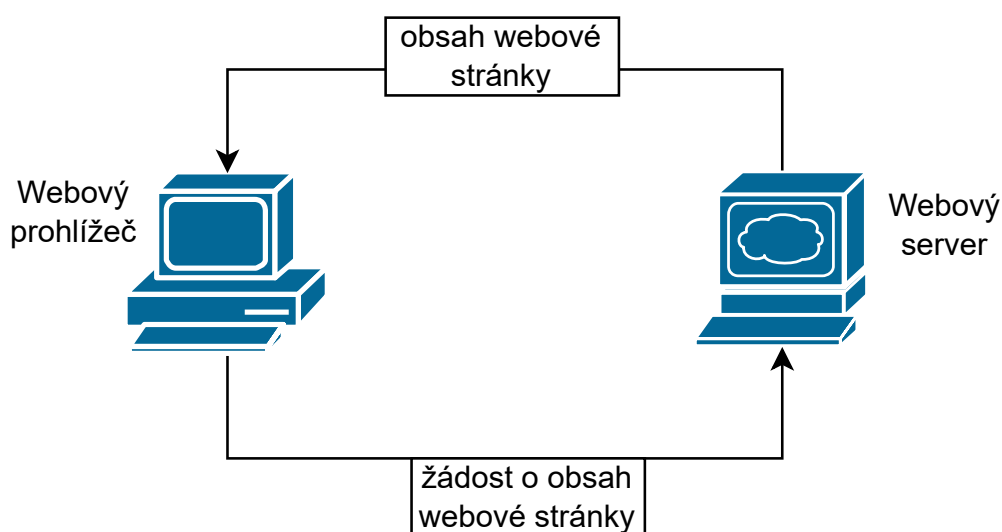 obsah webové
stránky
Webový
prohlížeč
Webový
server
žádost o obsah
webové stránky